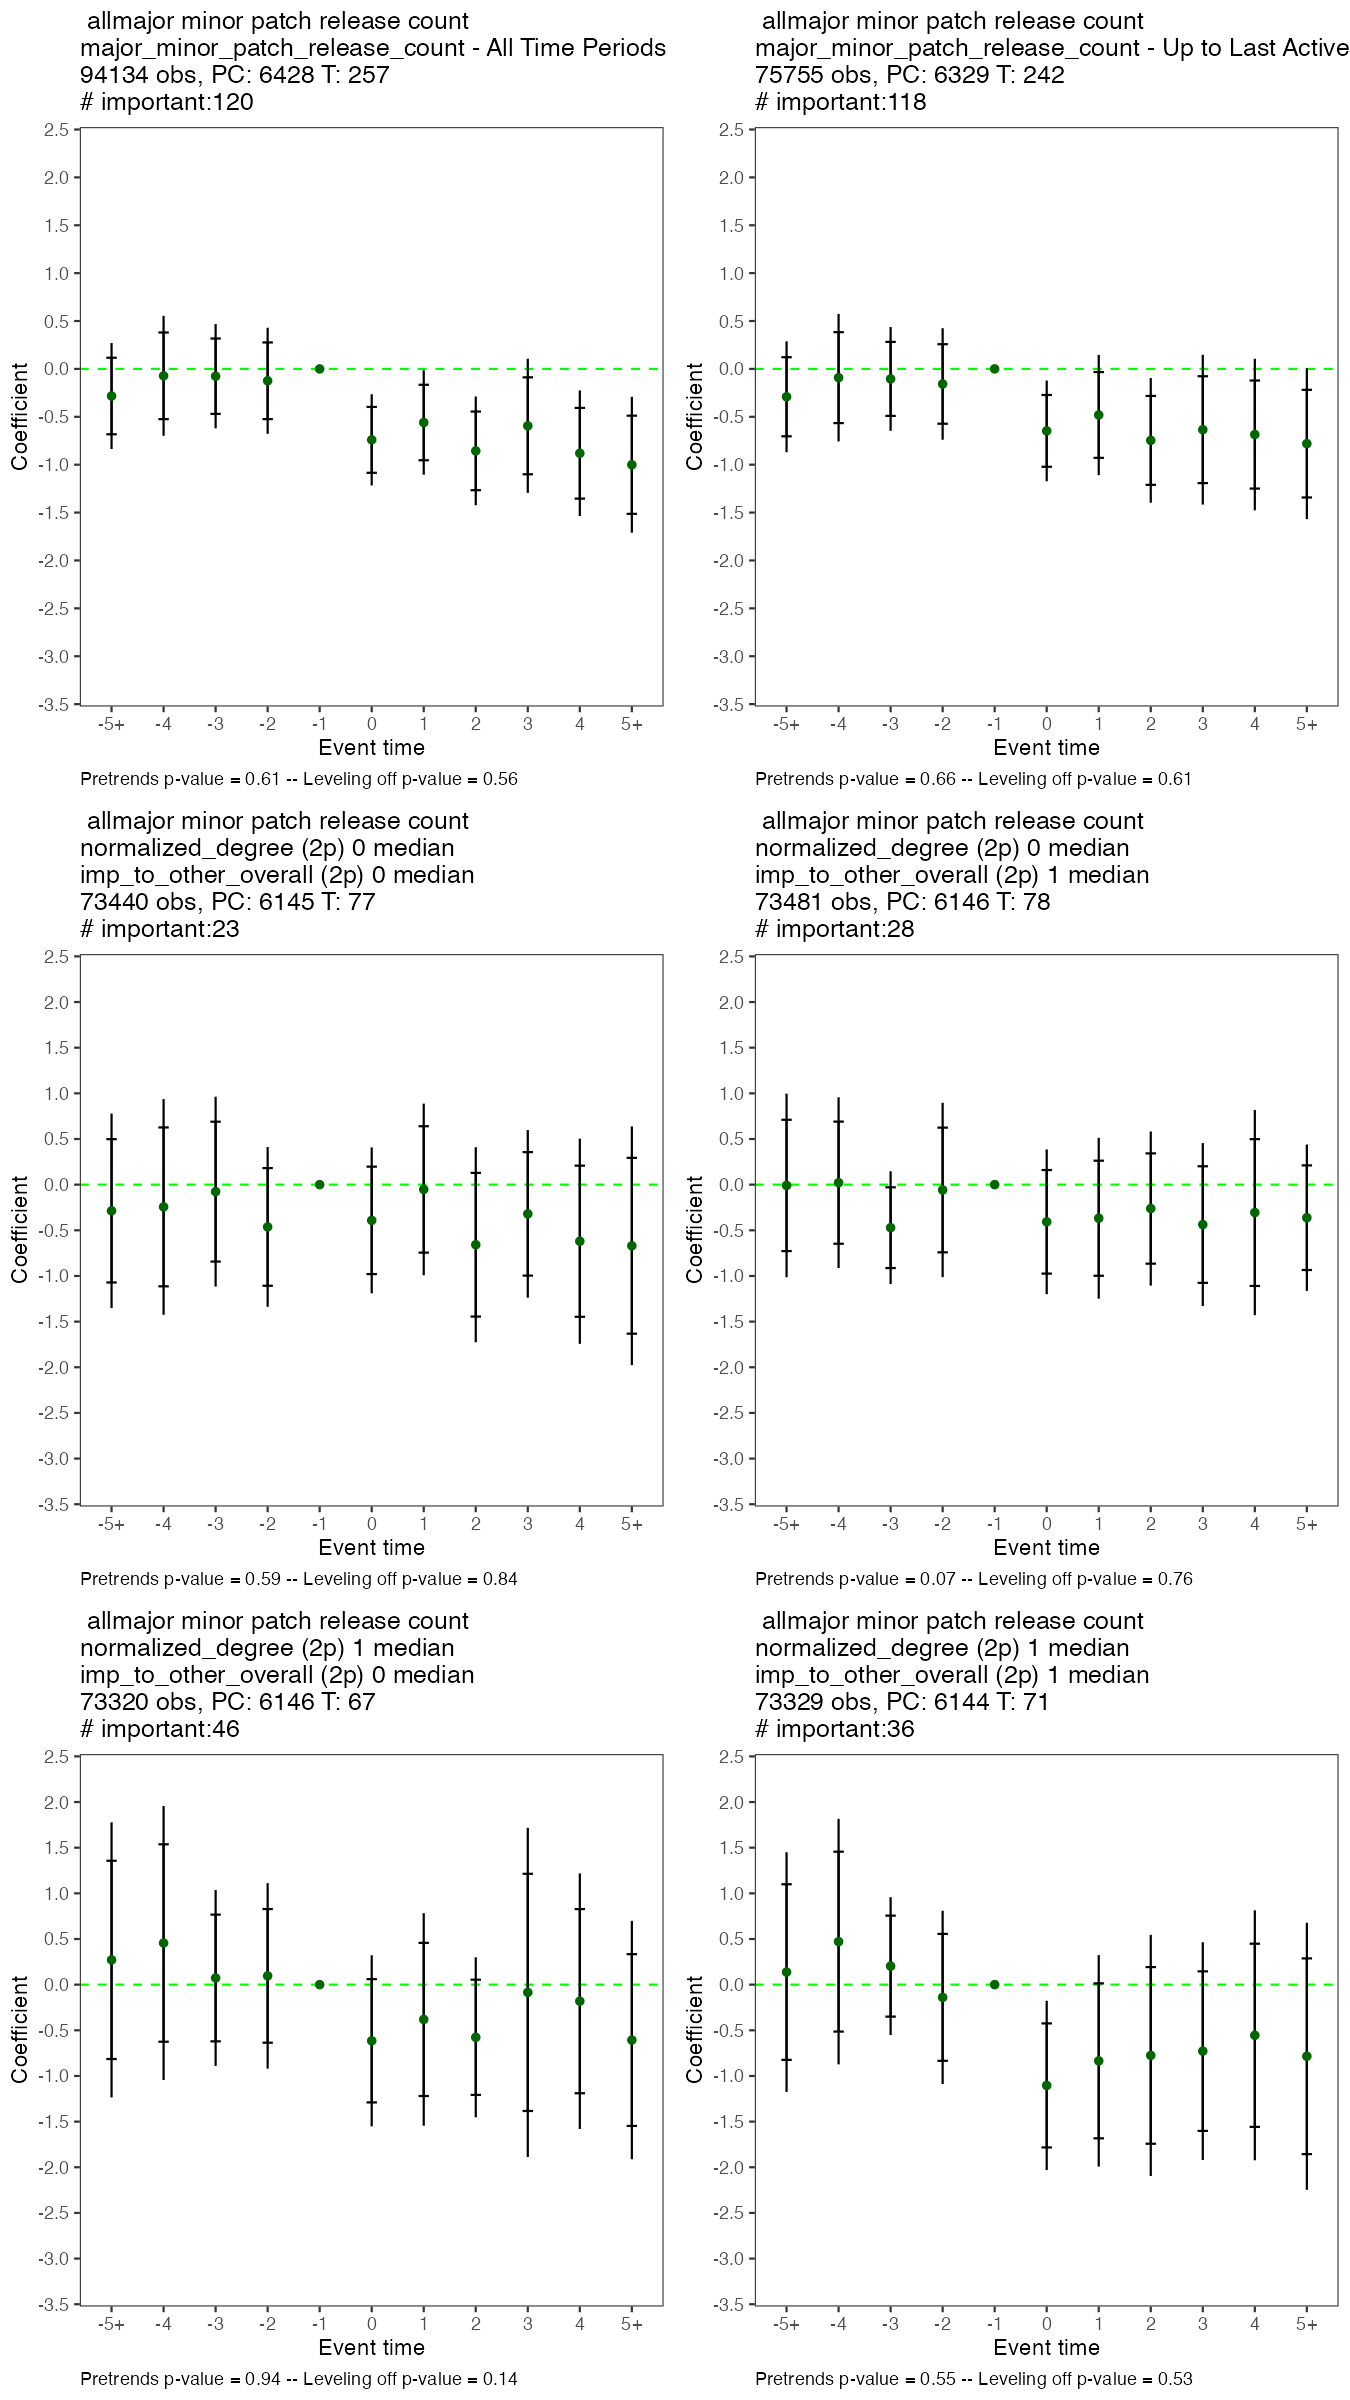 allmajor minor patch release count
major_minor_patch_release_count - All Time Periods
94134 obs, PC: 6428 T: 257
# important:120
2.5
2.0
1.5
1.0
0.5
0.0
-0.5
-1.0
-1.5
-2.0
-2.5
-3.0
-3.5
Coefficient
-5+ -4 -3 -2 -1 0 1 2 3 4 5+
Event time
Pretrends p-value = 0.61 -- Leveling off p-value = 0.56
allmajor minor patch release count
major_minor_patch_release_count - Up to Last Active
75755 obs, PC: 6329 T: 242
# important:118
2.5
2.0
1.5
1.0
0.5
0.0
-0.5
-1.0
-1.5
-2.0
-2.5
-3.0
-3.5
Coefficient
-5+ -4 -3 -2 -1 0 1 2 3 4 5+
Event time
Pretrends p-value = 0.66 -- Leveling off p-value = 0.61
allmajor minor patch release count
normalized_degree (2p) 0 median
imp_to_other_overall (2p) 0 median
73440 obs, PC: 6145 T: 77
# important:23
2.5
2.0
1.5
1.0
0.5
0.0
-0.5
-1.0
-1.5
-2.0
-2.5
-3.0
-3.5
Coefficient
-5+ -4 -3 -2 -1 0 1 2 3 4 5+
Event time
Pretrends p-value = 0.59 -- Leveling off p-value = 0.84
allmajor minor patch release count
normalized_degree (2p) 0 median
imp_to_other_overall (2p) 1 median
73481 obs, PC: 6146 T: 78
# important:28
2.5
2.0
1.5
1.0
0.5
0.0
-0.5
-1.0
-1.5
-2.0
-2.5
-3.0
-3.5
Coefficient
-5+ -4 -3 -2 -1 0 1 2 3 4 5+
Event time
Pretrends p-value = 0.07 -- Leveling off p-value = 0.76
allmajor minor patch release count
normalized_degree (2p) 1 median
imp_to_other_overall (2p) 0 median
73320 obs, PC: 6146 T: 67
# important:46
2.5
2.0
1.5
1.0
0.5
0.0
-0.5
-1.0
-1.5
-2.0
-2.5
-3.0
-3.5
Coefficient
-5+ -4 -3 -2 -1 0 1 2 3 4 5+
Event time
Pretrends p-value = 0.94 -- Leveling off p-value = 0.14
allmajor minor patch release count
normalized_degree (2p) 1 median
imp_to_other_overall (2p) 1 median
73329 obs, PC: 6144 T: 71
# important:36
2.5
2.0
1.5
1.0
0.5
0.0
-0.5
-1.0
-1.5
-2.0
-2.5
-3.0
-3.5
Coefficient
-5+ -4 -3 -2 -1 0 1 2 3 4 5+
Event time
Pretrends p-value = 0.55 -- Leveling off p-value = 0.53